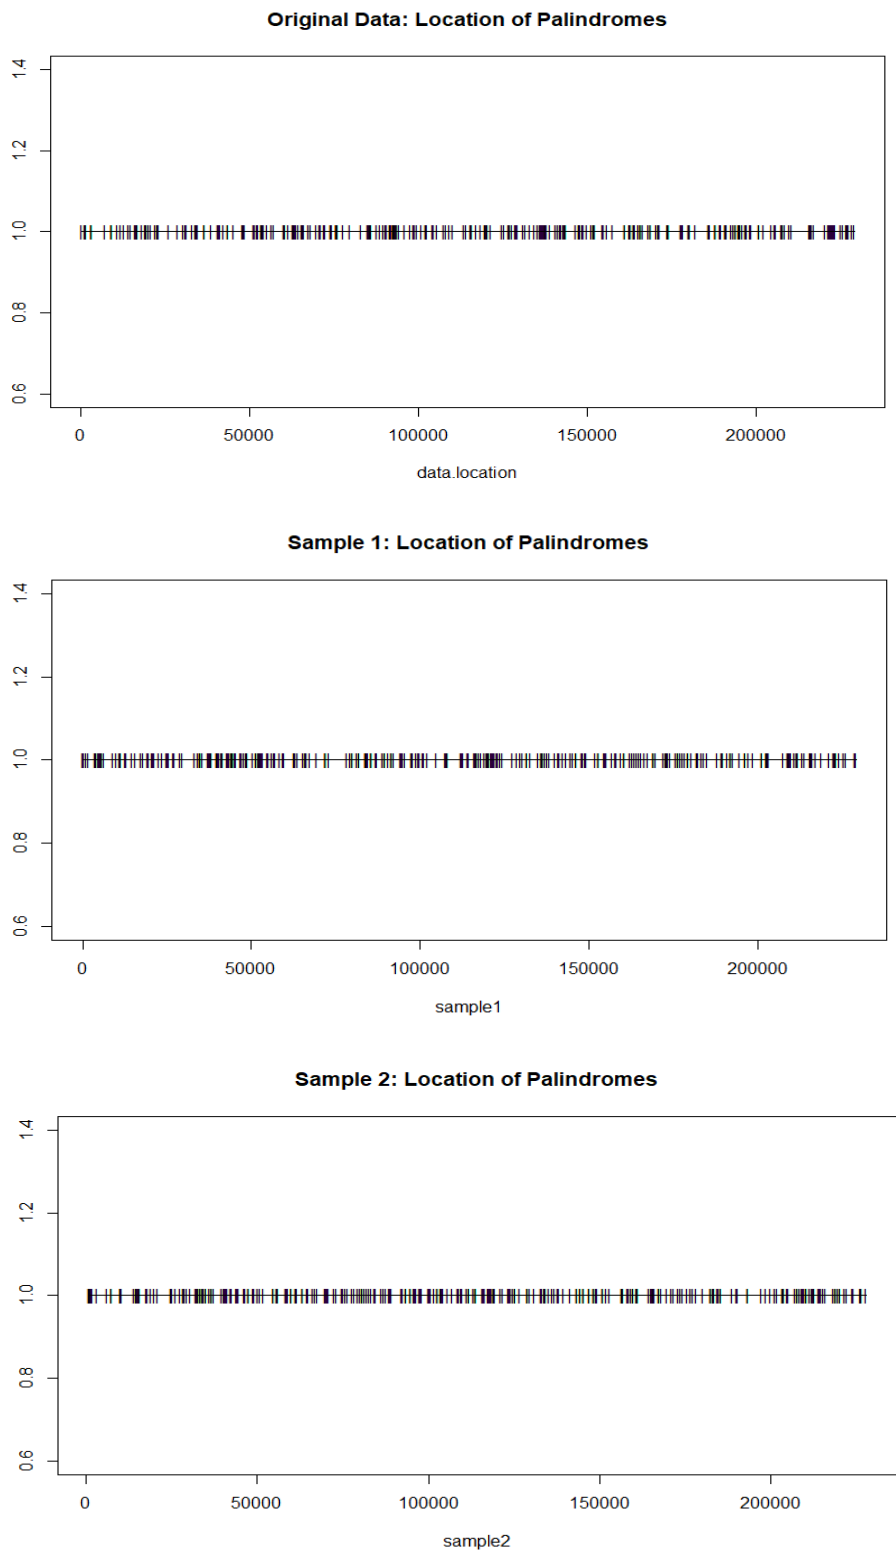 Original Data: Location of Palindromes
1.4
1.2
1.0
0.8
0.6
0 50000 100000 150000 200000
data.location
Sample 1: Location of Palindromes
1.4
1.2
1.0
0.8
0.6
0 50000 100000 150000 200000
sample1
Sample 2: Location of Palindromes
1.4
1.2
1.0
0.8
0.6
0 50000 100000 150000 200000
sample2